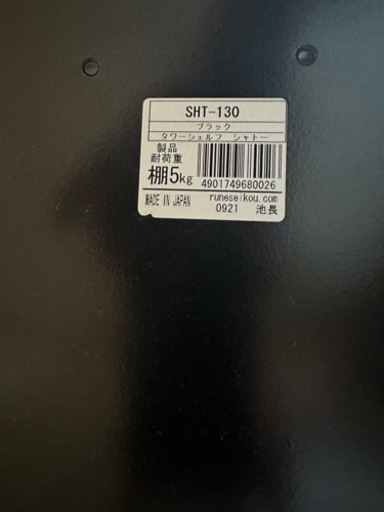 SHT-130
ブラック
タワーシェルフ シャトー
製品
耐荷重
棚5kg
4901749680026
MADE IN JAPAN
runeseikou.com
0921 池長